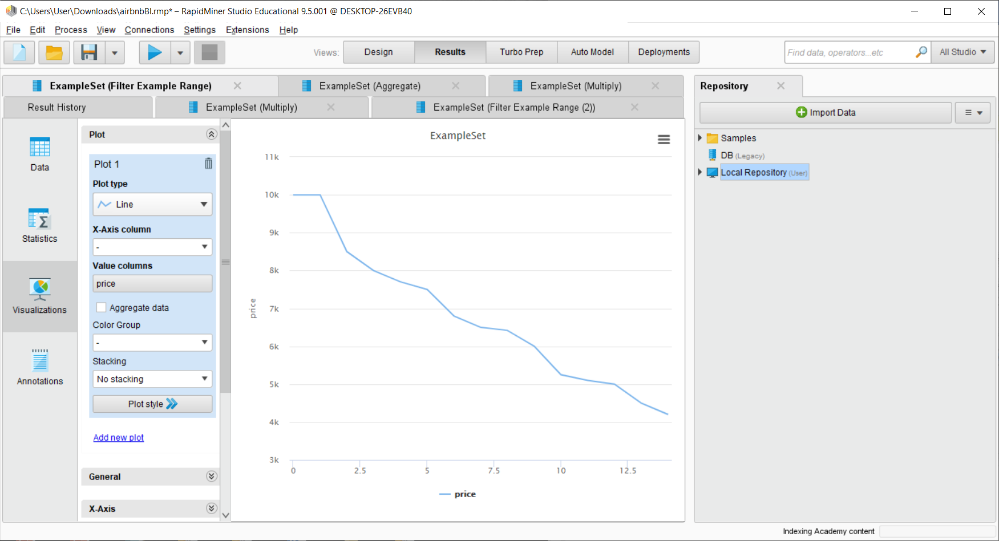 C:\Users\User\Downloads\airbnbBI.rmp* – RapidMiner Studio Educational 9.5.001 @ DESKTOP-26EVB40
File Edit Process View Connections Settings Extensions Help
Views: Design Results Turbo Prep Auto Model Deployments
Find data, operators...etc
All Studio
ExampleSet (Filter Example Range) ExampleSet (Aggregate) ExampleSet (Multiply)
Result History ExampleSet (Multiply) ExampleSet (Filter Example Range (2))
Data
Statistics
Visualizations
Annotations
Plot
Plot 1
Plot type
Line
X-Axis column
-
Value columns
price
Aggregate data
Color Group
-
Stacking
No stacking
Plot style
Add new plot
General
X-Axis
ExampleSet
11k
10k
9k
8k
7k
6k
5k
4k
3k
price
0 2.5 5 7.5 10 12.5
price
Repository
Import Data
Samples
DB (Legacy)
Local Repository (User)
Indexing Academy content